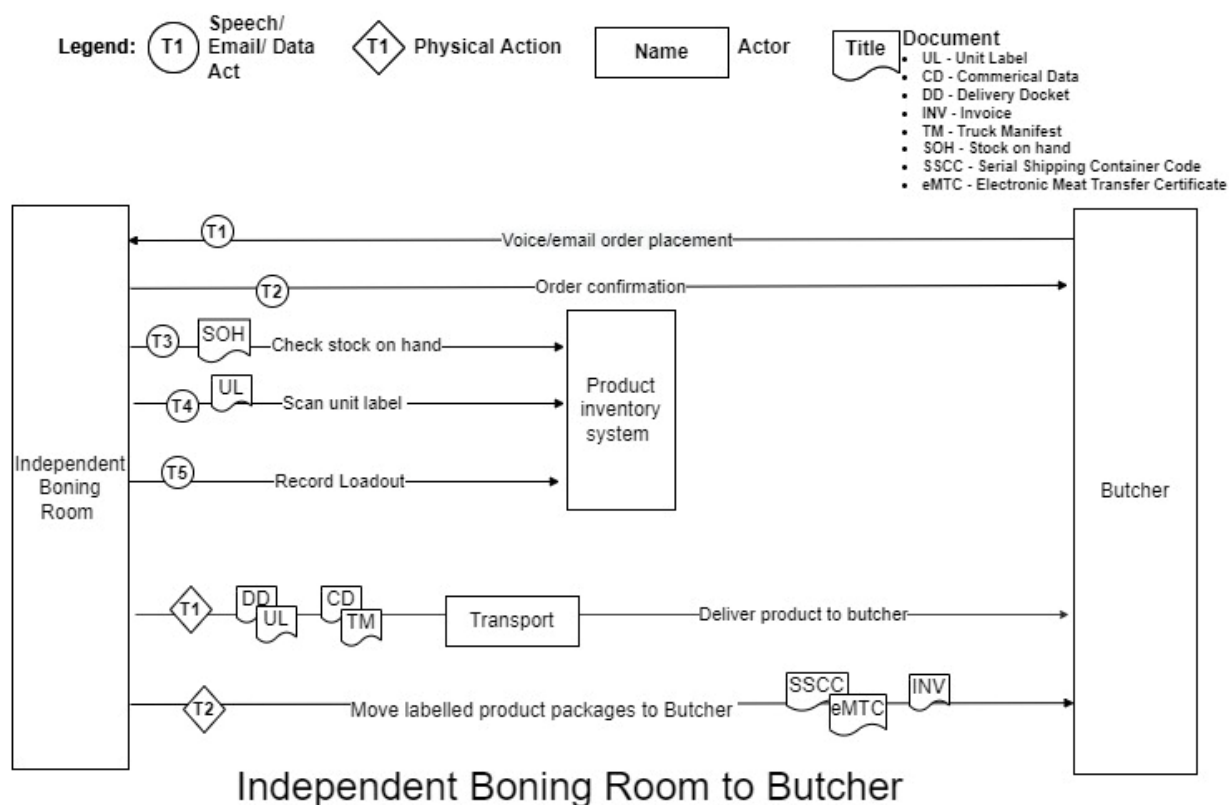 Legend:
T1
Speech/
Email/ Data
Act
T1
Physical Action
Name
Actor
Title
Document
• UL - Unit Label
• CD - Commerical Data
• DD - Delivery Docket
• INV - Invoice
• TM - Truck Manifest
• SOH - Stock on hand
• SSCC - Serial Shipping Container Code
• eMTC - Electronic Meat Transfer Certificate
Independent
Boning
Room
Butcher
T1
Voice/email order placement
T2
Order confirmation
T3
SOH
Check stock on hand
T4
UL
Scan unit label
T5
Record Loadout
Product
inventory
system
T1
DD
UL
CD
TM
Transport
Deliver product to butcher
T2
Move labelled product packages to Butcher
SSCC
eMTC
INV
Independent Boning Room to Butcher